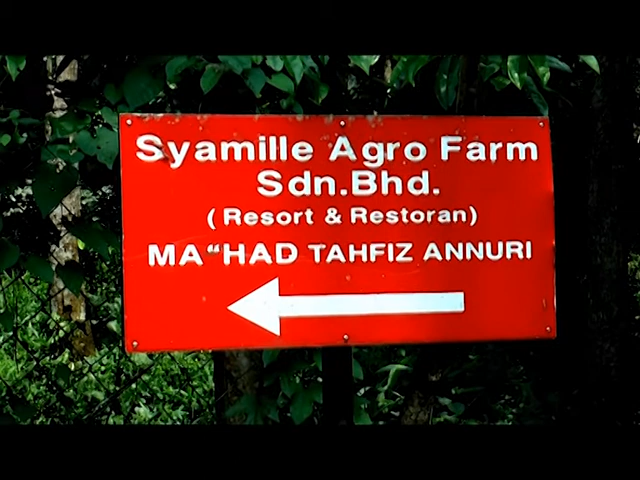 Syamille Agro Farm
Sdn.Bhd.
( Resort & Restoran)
MA“HAD TAHFIZ ANNURI